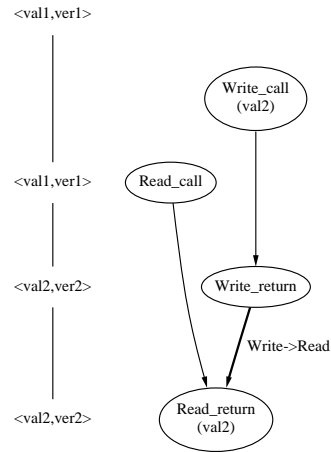 <val1,ver1>
Write_call
(val2)
<val1,ver1>
Read_call
<val2,ver2>
Write_return
Write->Read
<val2,ver2>
Read_return
(val2)